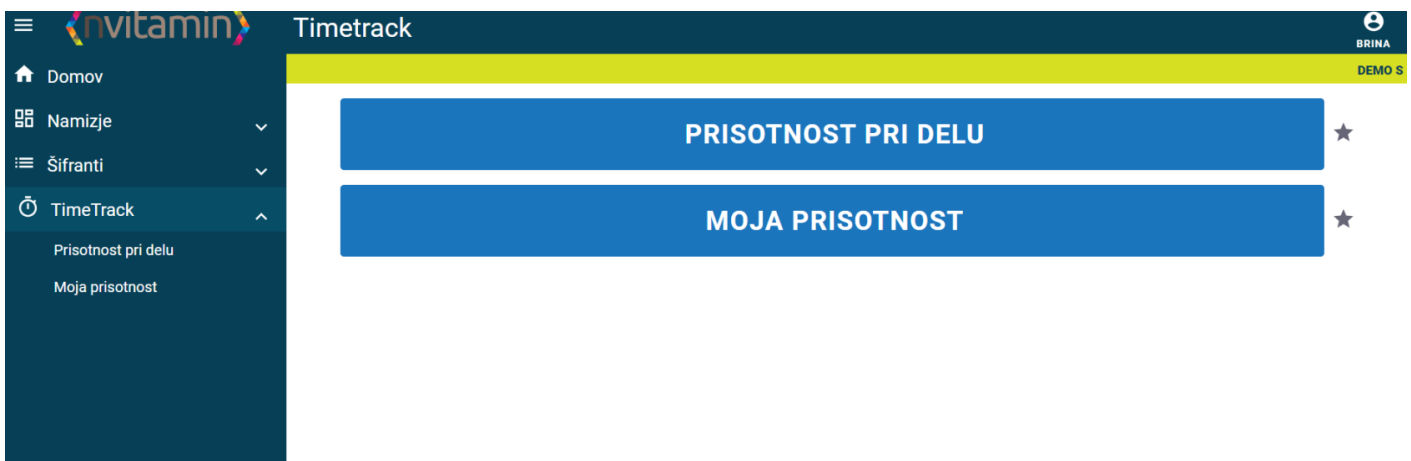 nvitamin
Timetrack
BRINA
DEMO S
Domov
Namizje
Šifranti
TimeTrack
Prisotnost pri delu
Moja prisotnost
PRISOTNOST PRI DELU
MOJA PRISOTNOST